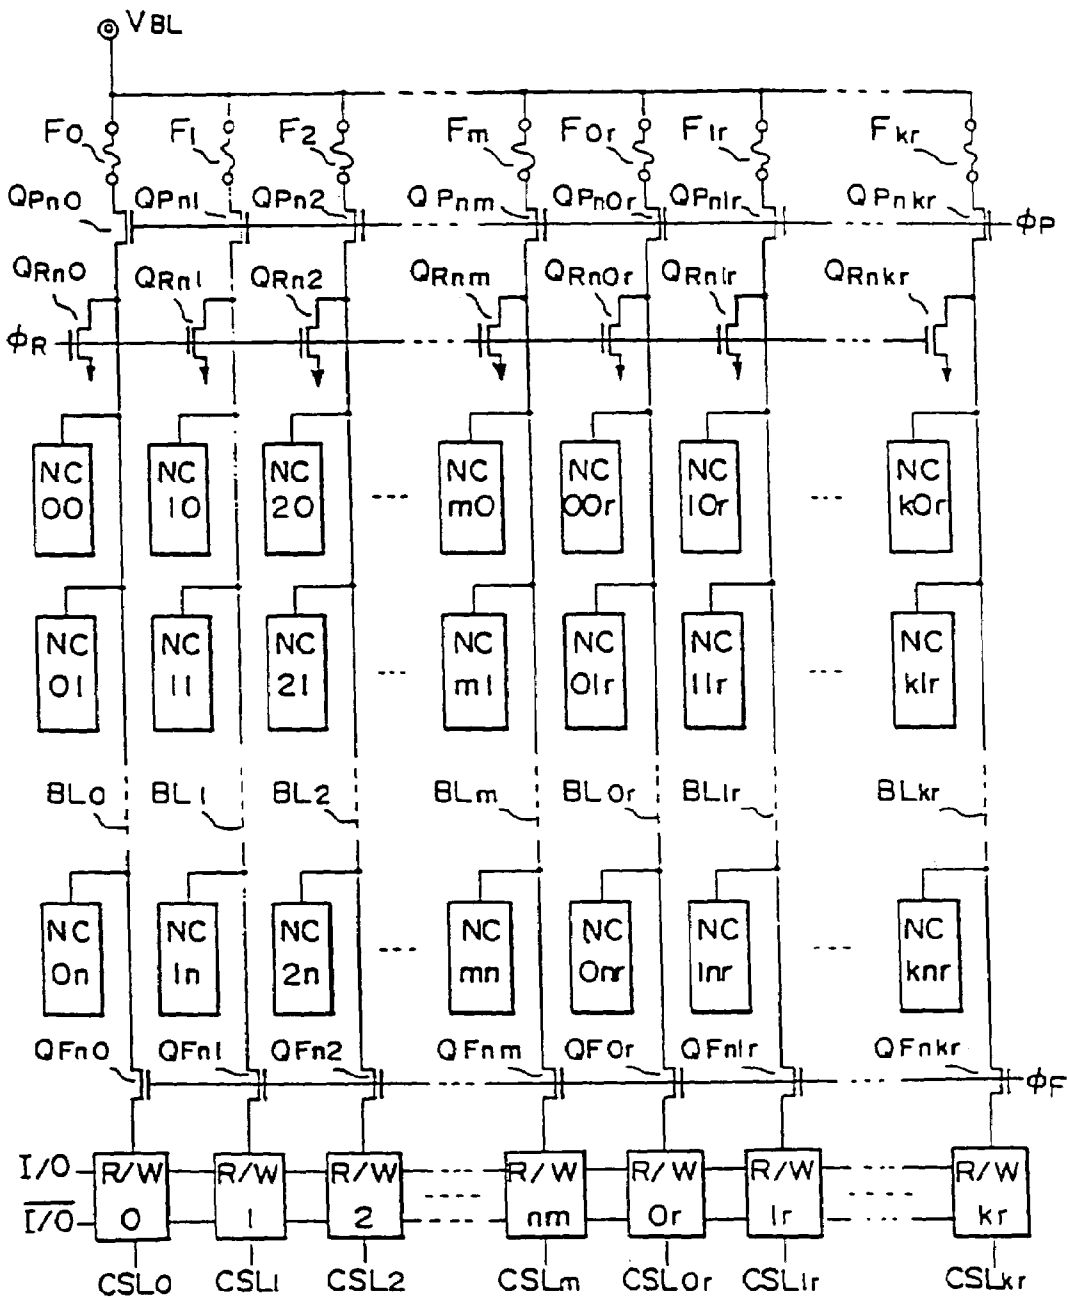 VBL
F0 F1 F2 Fm F0r F1r Fkr
QPn0 QPn1 QPn2 QPnm QPn0r QPn1r QPnkr
ϕP
QRn0 QRn1 QRn2 QRnm QRn0r QRn1r QRnkr
ϕR
NC NC NC NC NC NC NC
00 10 20 --- m0 00r 10r --- k0r
NC NC NC NC NC NC NC
01 11 21 --- m1 01r 11r --- k1r
BL0 BL1 BL2 BLm BL0r BL1r BLkr
NC NC NC NC NC NC NC
0n 1n 2n --- mn 0nr 1nr --- knr
QFn0 QFn1 QFn2 QFnm QF0r QFn1r QFnkr
ϕF
I/O R/W R/W R/W R/W R/W R/W R/W
I̅/̅O̅ 0 1 2 nm 0r 1r kr
CSL0 CSL1 CSL2 CSLm CSL0r CSL1r CSLkr